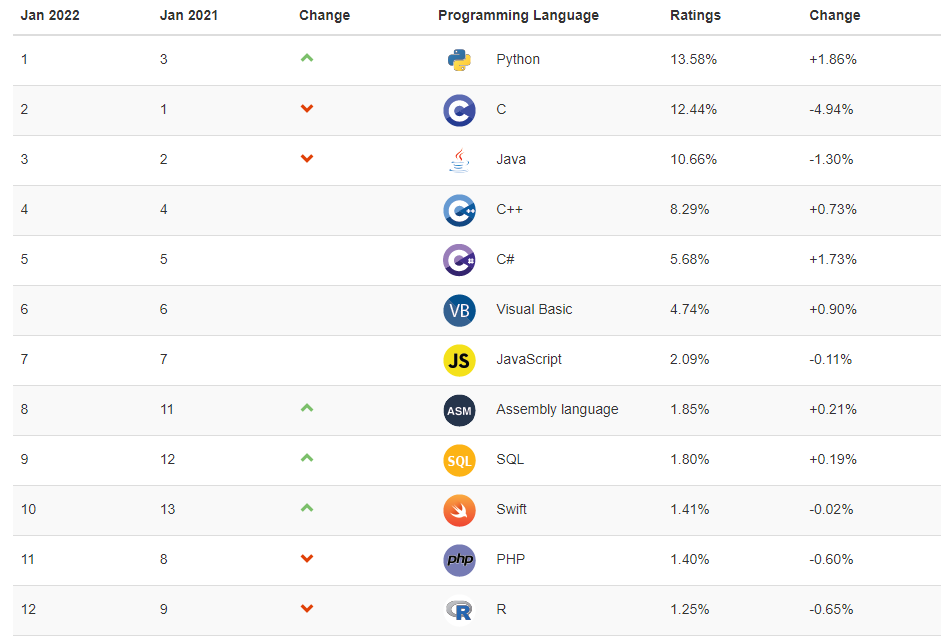 Jan 2022 Jan 2021 Change Programming Language Ratings Change
1 3 Python 13.58% +1.86%
2 1 C C 12.44% -4.94%
3 2 Java 10.66% -1.30%
4 4 C++ C++ 8.29% +0.73%
5 5 C# C# 5.68% +1.73%
6 6 VB Visual Basic 4.74% +0.90%
7 7 JS JavaScript 2.09% -0.11%
8 11 ASM Assembly language 1.85% +0.21%
9 12 SQL SQL 1.80% +0.19%
10 13 Swift 1.41% -0.02%
11 8 php PHP 1.40% -0.60%
12 9 R R 1.25% -0.65%